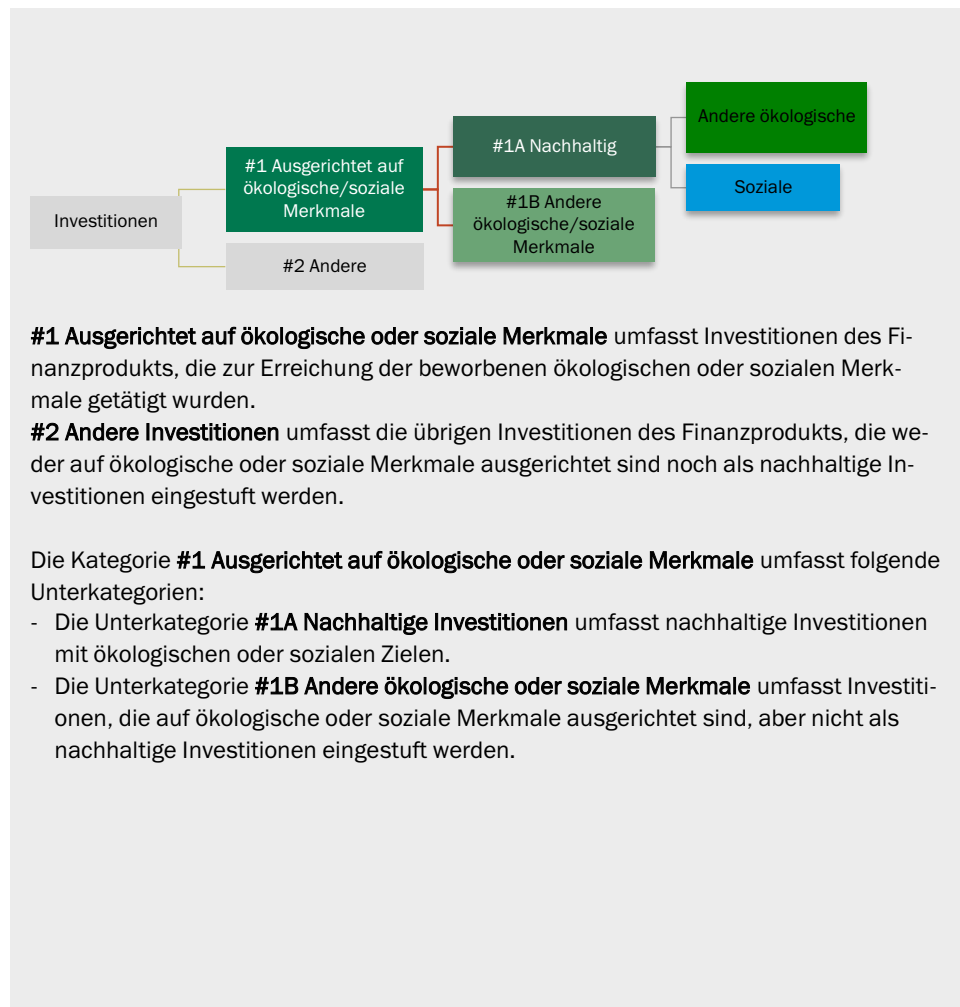 Andere ökologische
#1A Nachhaltig
#1 Ausgerichtet auf
ökologische/soziale
Merkmale
Soziale
Investitionen
#1B Andere
ökologische/soziale
Merkmale
#2 Andere
#1 Ausgerichtet auf ökologische oder soziale Merkmale umfasst Investitionen des Fi-
nanzprodukts, die zur Erreichung der beworbenen ökologischen oder sozialen Merk-
male getätigt wurden.
#2 Andere Investitionen umfasst die übrigen Investitionen des Finanzprodukts, die we-
der auf ökologische oder soziale Merkmale ausgerichtet sind noch als nachhaltige In-
vestitionen eingestuft werden.
Die Kategorie #1 Ausgerichtet auf ökologische oder soziale Merkmale umfasst folgende
Unterkategorien:
- Die Unterkategorie #1A Nachhaltige Investitionen umfasst nachhaltige Investitionen
mit ökologischen oder sozialen Zielen.
- Die Unterkategorie #1B Andere ökologische oder soziale Merkmale umfasst Investiti-
onen, die auf ökologische oder soziale Merkmale ausgerichtet sind, aber nicht als
nachhaltige Investitionen eingestuft werden.